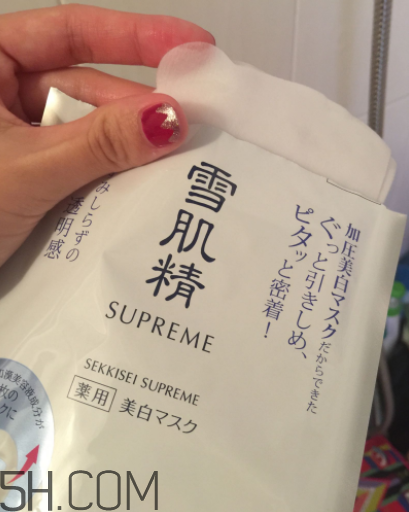 加圧美白マスクだからできた
ぐっと引きしめ、
ピタッと密着！
みしらずの
透明感
雪肌精
SUPREME
SEKKISEI SUPREME
薬用 美白マスク
5H.COM